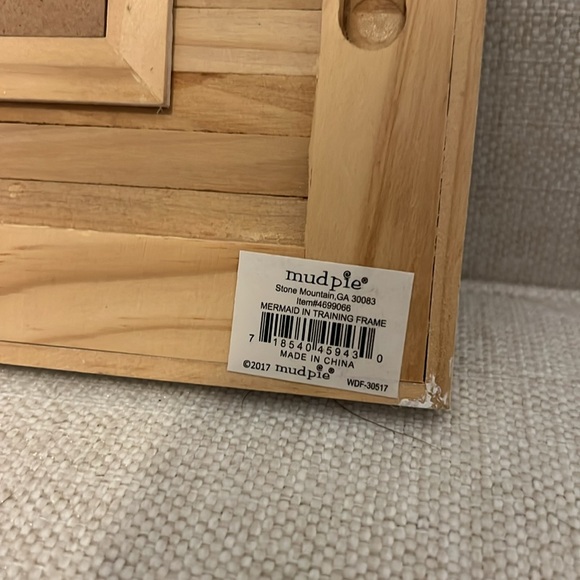 mudpie®
Stone Mountain,GA 30083
Item#4699066
MERMAID IN TRAINING FRAME
7 18540 45943 0
MADE IN CHINA
©2017 mudpie®
WDF-30517